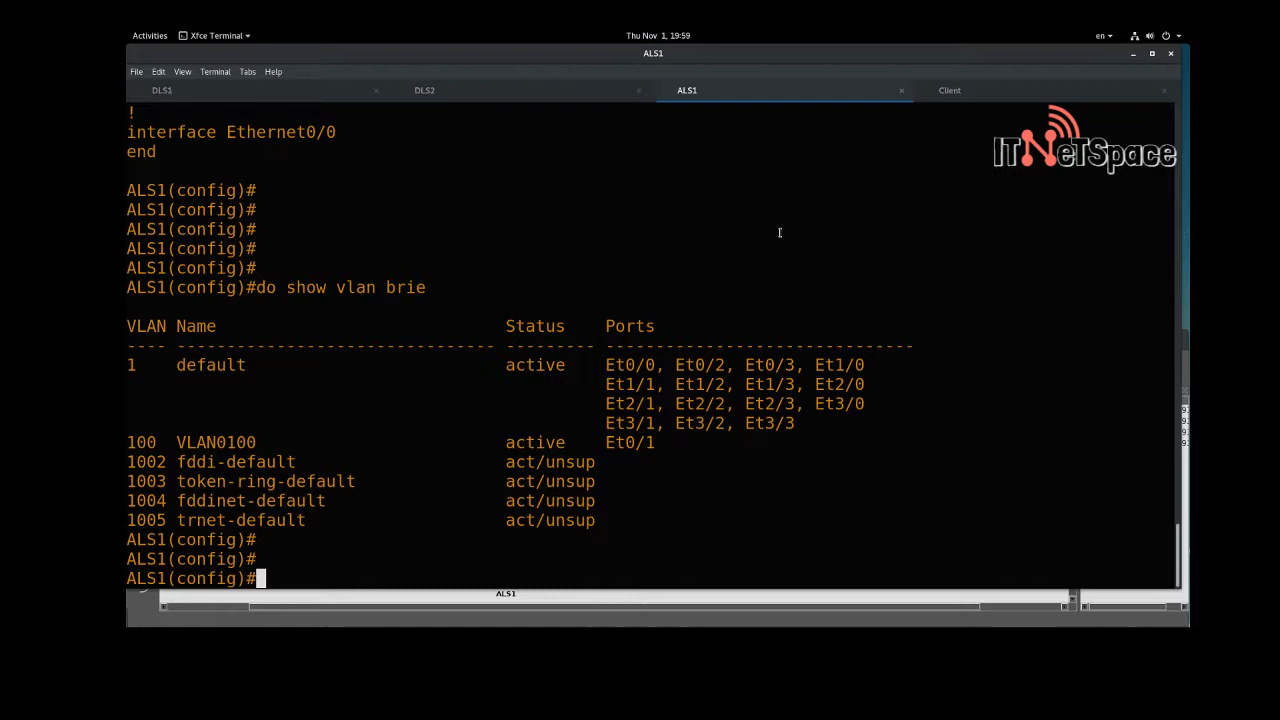 Activities Xfce Terminal Thu Nov 1, 19:59 en
ALS1
File Edit View Terminal Tabs Help
DLS1 DLS2 ALS1 Client
!
interface Ethernet0/0
end
ITNeTSpace
ALS1(config)#
ALS1(config)#
ALS1(config)#
ALS1(config)#
ALS1(config)#
ALS1(config)#do show vlan brie
VLAN Name Status Ports
---- -------------------------------- --------- -------------------------------
1 default active Et0/0, Et0/2, Et0/3, Et1/0
Et1/1, Et1/2, Et1/3, Et2/0
Et2/1, Et2/2, Et2/3, Et3/0
Et3/1, Et3/2, Et3/3
100 VLAN0100 active Et0/1
1002 fddi-default act/unsup
1003 token-ring-default act/unsup
1004 fddinet-default act/unsup
1005 trnet-default act/unsup
ALS1(config)#
ALS1(config)#
ALS1(config)#
ALS1